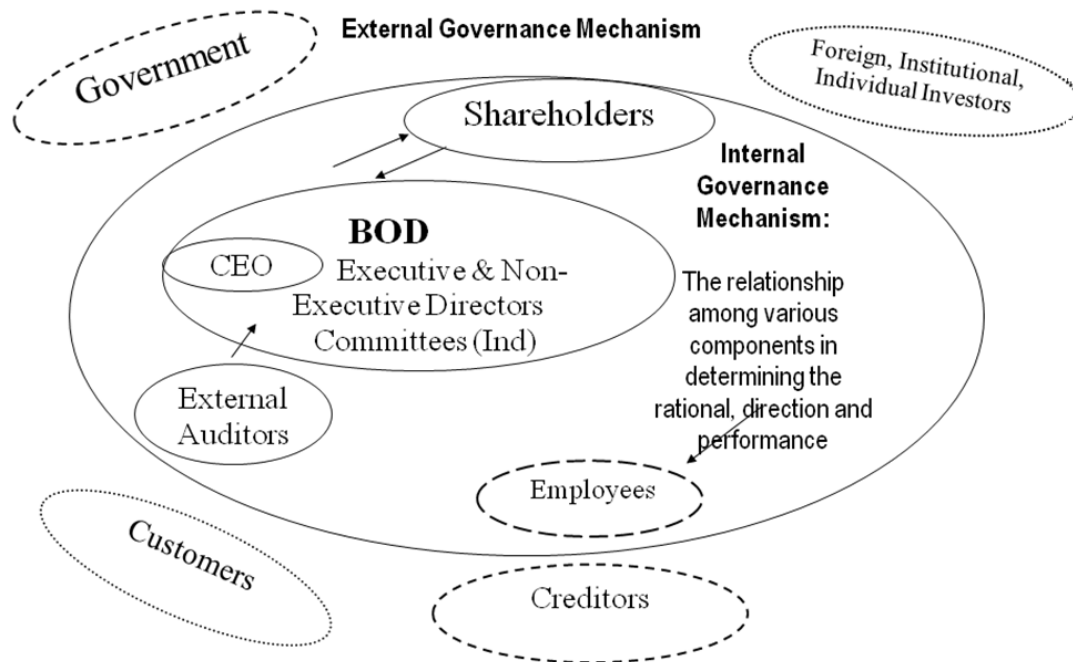 External Governance Mechanism
Government
Foreign, Institutional,
Individual Investors
Shareholders
Internal
Governance
Mechanism:
The relationship
among various
components in
determining the
rational, direction and
performance
BOD
CEO
Executive & Non-
Executive Directors
Committees (Ind)
External
Auditors
Employees
Customers
Creditors